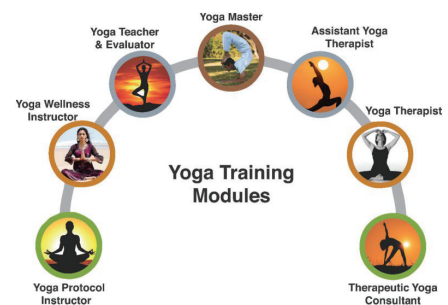 Yoga Master
Yoga Teacher
& Evaluator
Assistant Yoga
Therapist
Yoga Wellness
Instructor
Yoga Therapist
Yoga Training
Modules
Yoga Protocol
Instructor
Therapeutic Yoga
Consultant